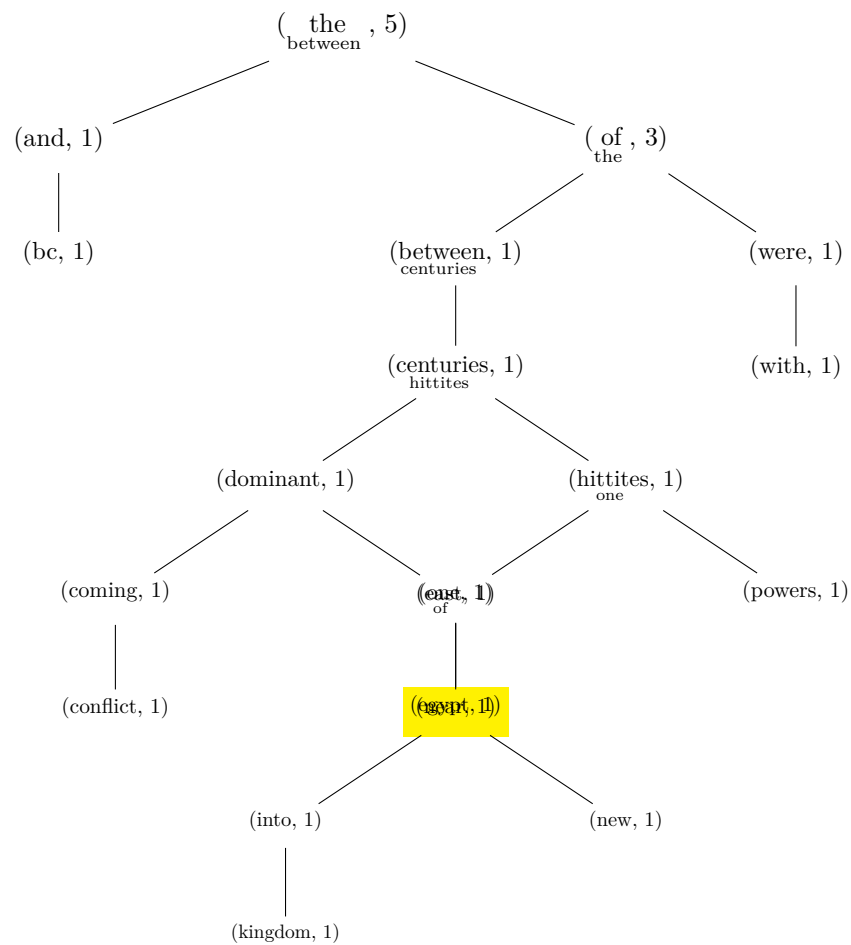 ( the , 5)
between
(and, 1)
( of , 3)
the
(bc, 1)
(between, 1)
centuries
(were, 1)
(centuries, 1)
hittites
(with, 1)
(dominant, 1)
(hittites, 1)
one
(coming, 1)
of
(powers, 1)
(conflict, 1)
(into, 1)
(new, 1)
(kingdom, 1)